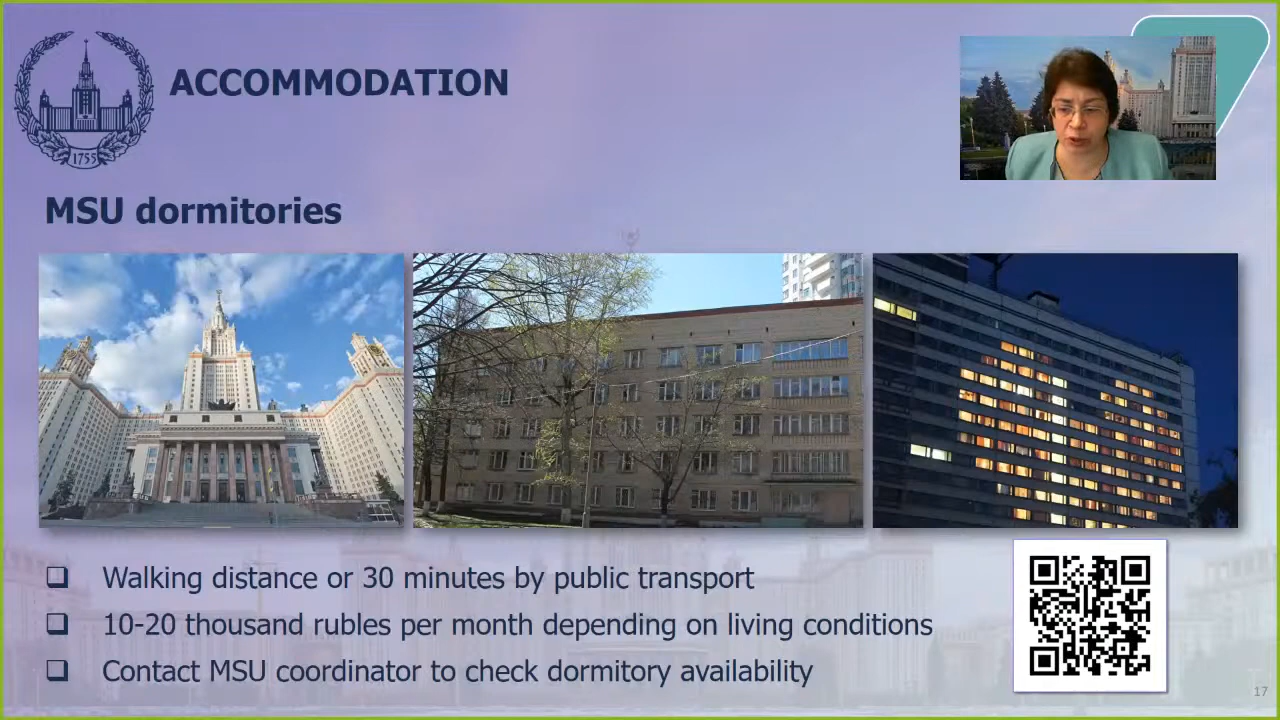 1755
ACCOMMODATION
MSU dormitories
❑ Walking distance or 30 minutes by public transport
❑ 10-20 thousand rubles per month depending on living conditions
❑ Contact MSU coordinator to check dormitory availability
17